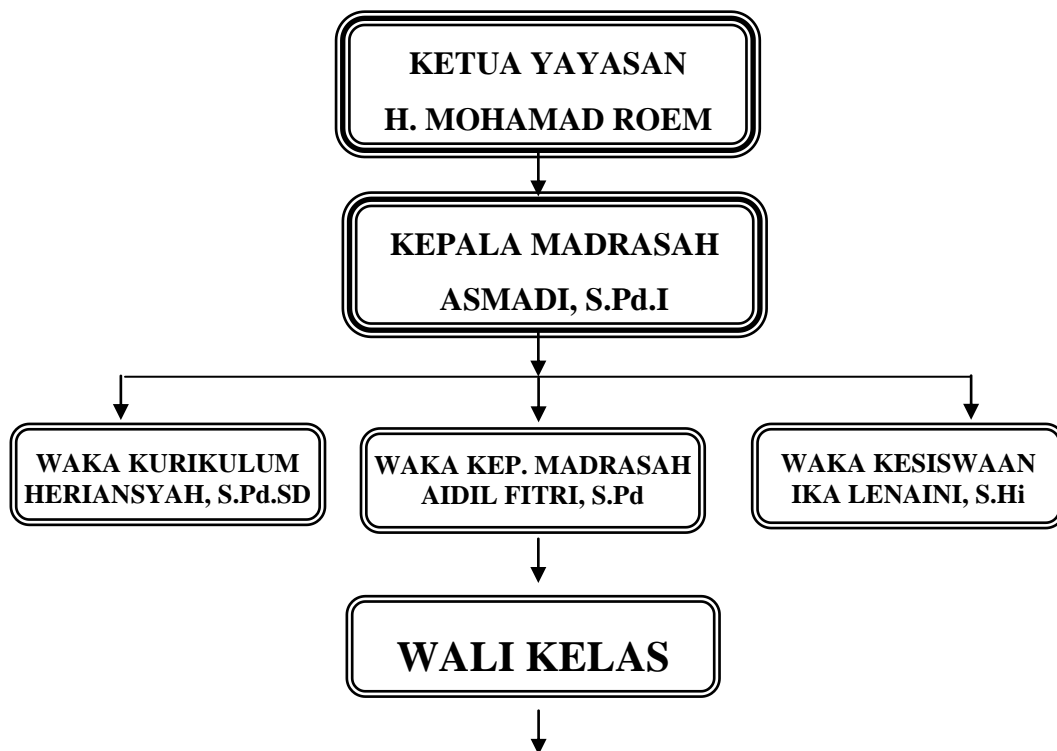 KETUA YAYASAN
H. MOHAMAD ROEM
KEPALA MADRASAH
ASMADI, S.Pd.I
WAKA KURIKULUM
HERIANSYAH, S.Pd.SD
WAKA KEP. MADRASAH
AIDIL FITRI, S.Pd
WAKA KESISWAAN
IKA LENAINI, S.Hi
WALI KELAS